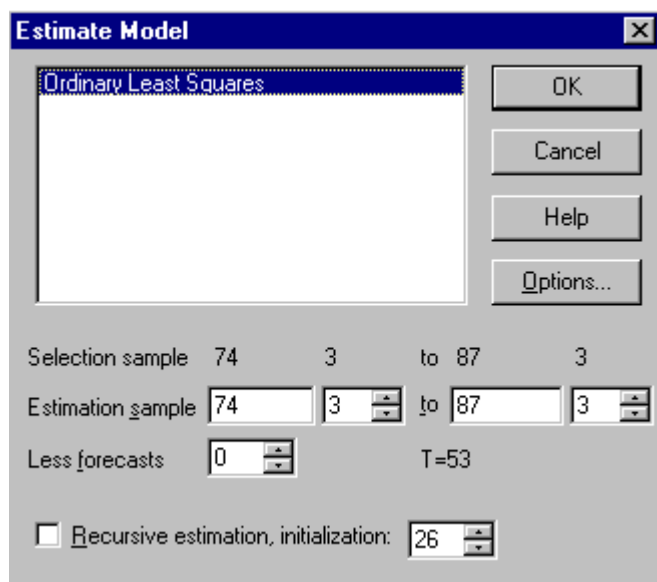 Estimate Model
Ordinary Least Squares
OK
Cancel
Help
Options...
Selection sample 74 3 to 87 3
Estimation sample 74 3 to 87 3
Less forecasts 0 T=53
Recursive estimation, initialization: 26